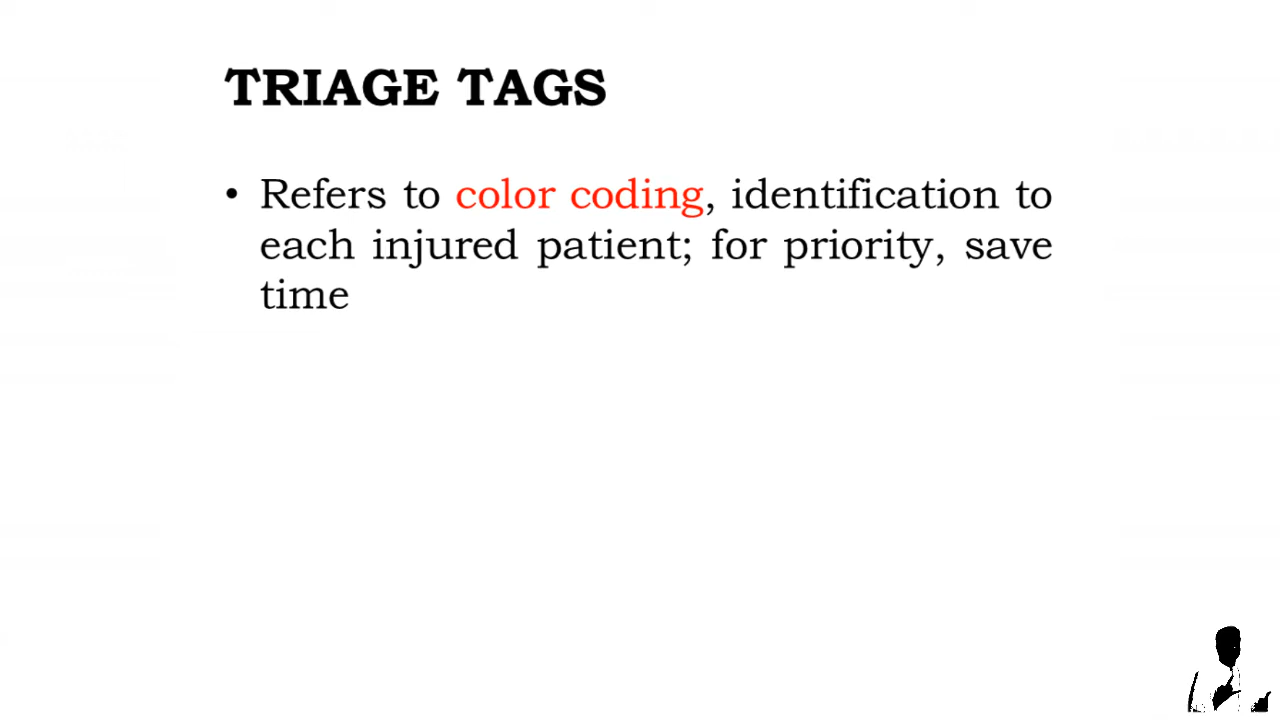 TRIAGE TAGS
• Refers to color coding, identification to
each injured patient; for priority, save
time